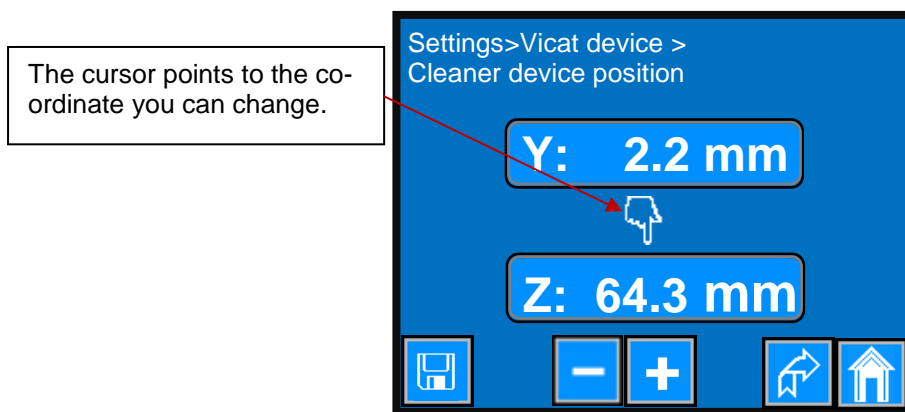 The cursor points to the co-
ordinate you can change.
Settings>Vicat device >
Cleaner device position
Y: 2.2 mm
Z: 64.3 mm